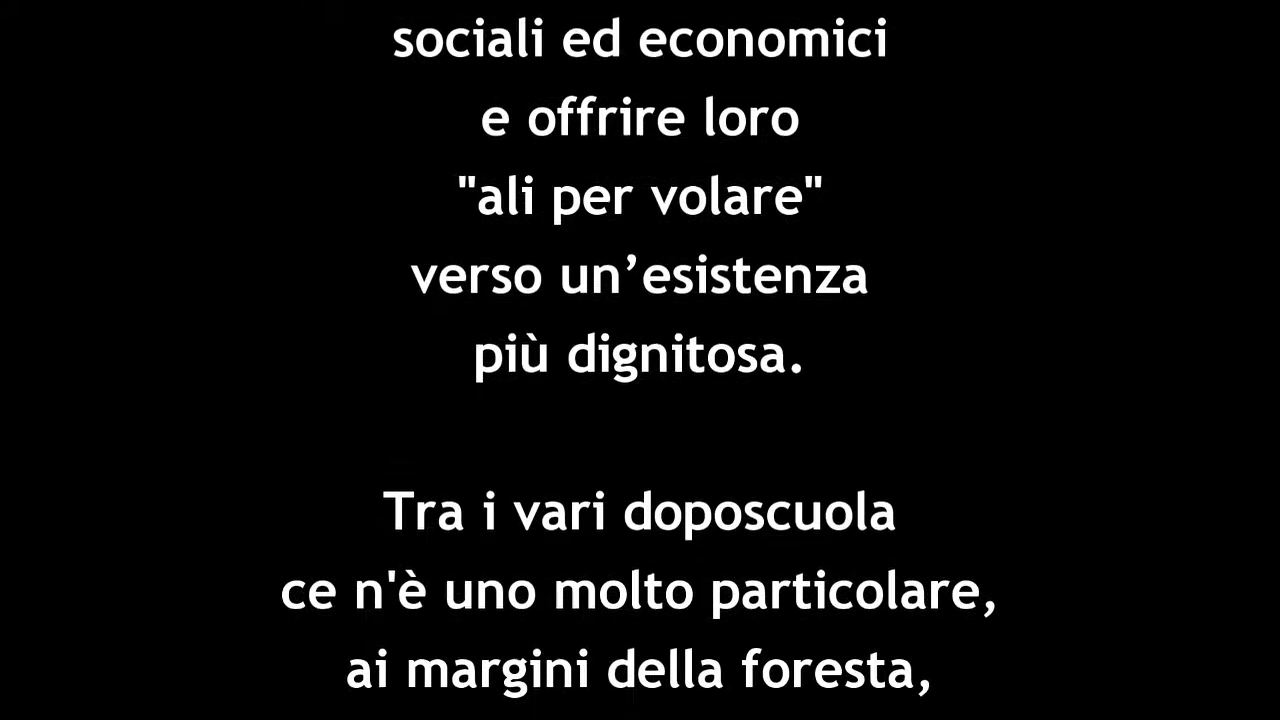 sociali ed economici
e offrire loro
"ali per volare"
verso un’esistenza
più dignitosa.
Tra i vari doposcuola
ce n'è uno molto particolare,
ai margini della foresta,